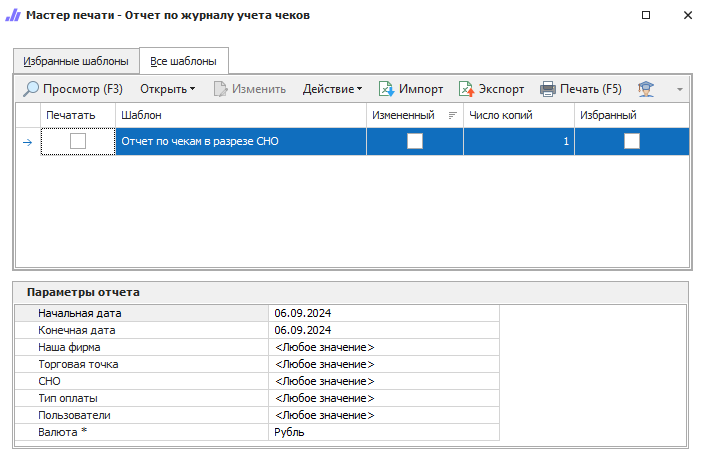 Мастер печати - Отчет по журналу учета чеков
Избранные шаблоны Все шаблоны
Просмотр (F3) Открыть Изменить Действие Импорт Экспорт Печать (F5)
Печатать Шаблон Измененный Число копий Избранный
Отчет по чекам в разрезе СНО 1
Параметры отчета
Начальная дата 06.09.2024
Конечная дата 06.09.2024
Наша фирма <Любое значение>
Торговая точка <Любое значение>
СНО <Любое значение>
Тип оплаты <Любое значение>
Пользователи <Любое значение>
Валюта * Рубль